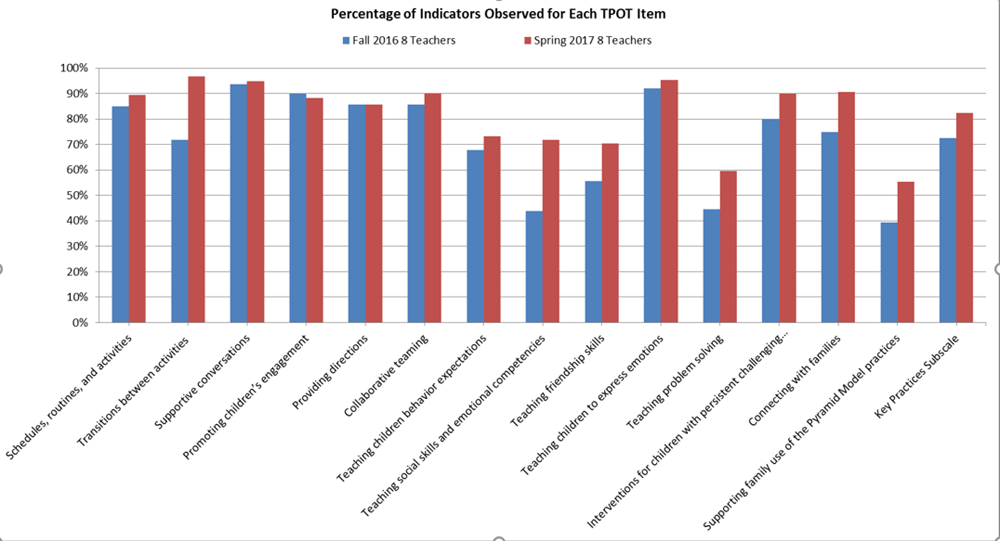 Percentage of Indicators Observed for Each TPOT Item
Fall 2016 8 Teachers
Spring 2017 8 Teachers
100%
90%
80%
70%
60%
50%
40%
30%
20%
10%
0%
Schedules, routines, and activities
Transitions between activities
Supportive conversations
Promoting children's engagement
Providing directions
Collaborative teaming
Teaching children behavior expectations
Teaching social skills and emotional competencies
Teaching friendship skills
Teaching children to express emotions
Teaching problem solving
Interventions for children with persistent challenging...
Connecting with families
Supporting family use of the Pyramid Model practices
Key Practices Subscale